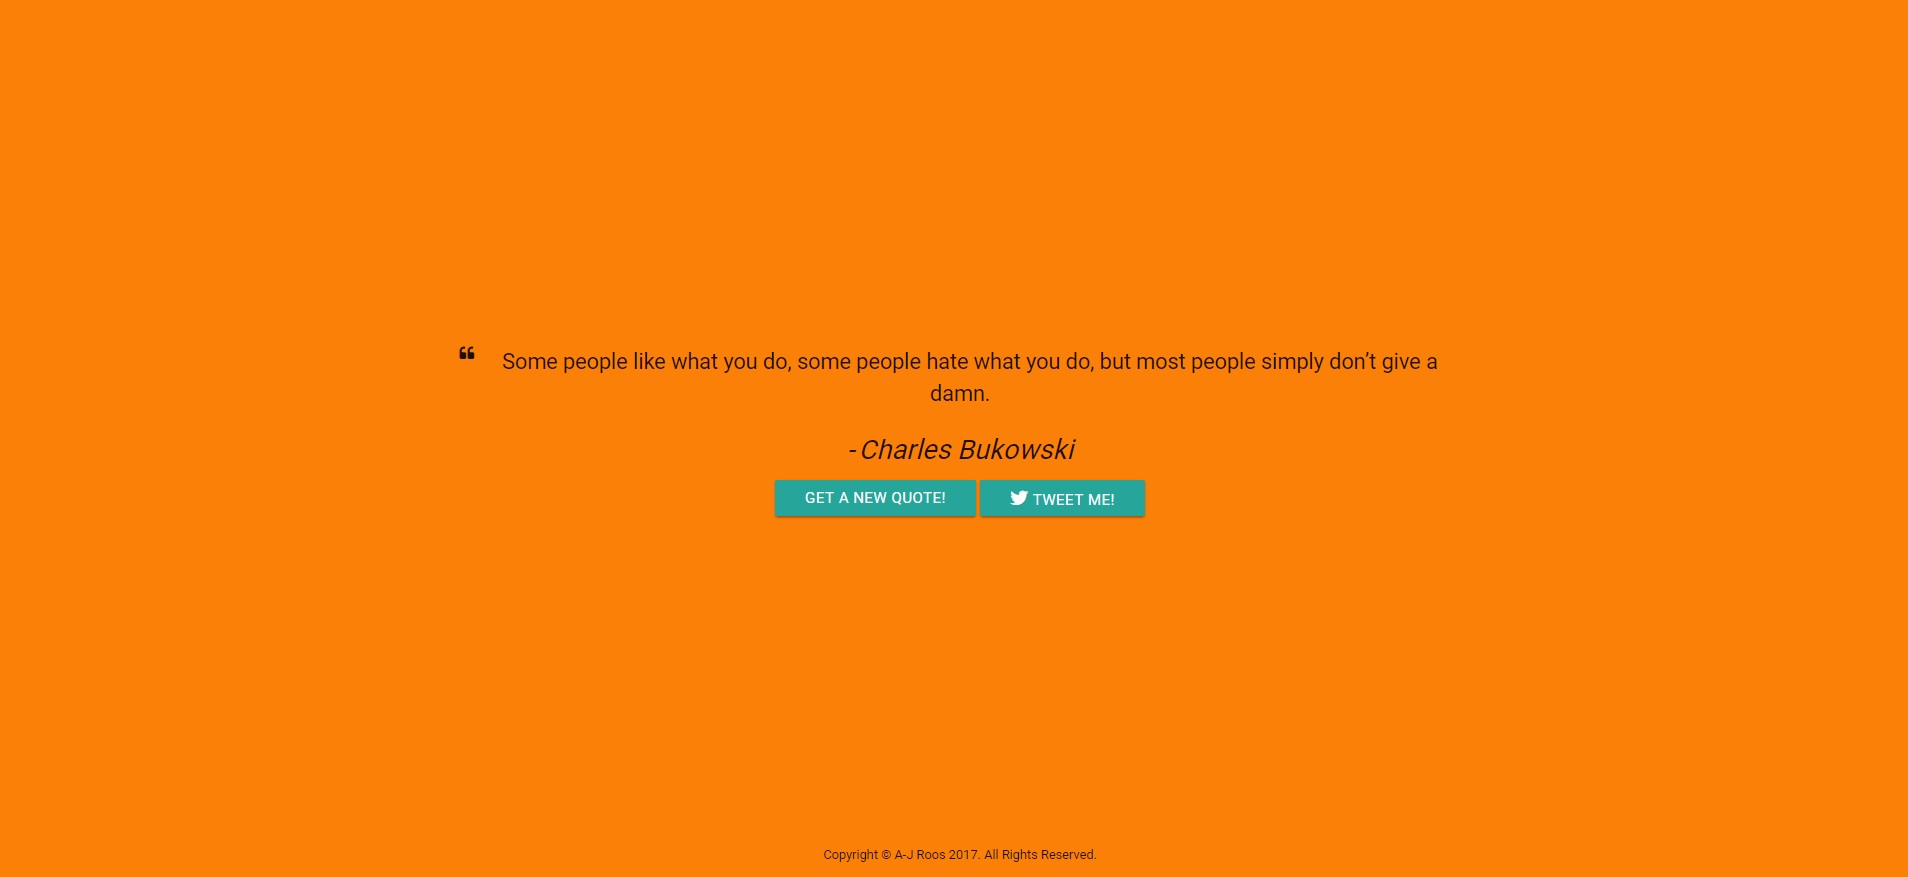 “ Some people like what you do, some people hate what you do, but most people simply don’t give a
damn.
- Charles Bukowski
GET A NEW QUOTE! TWEET ME!
Copyright © A-J Roos 2017. All Rights Reserved.